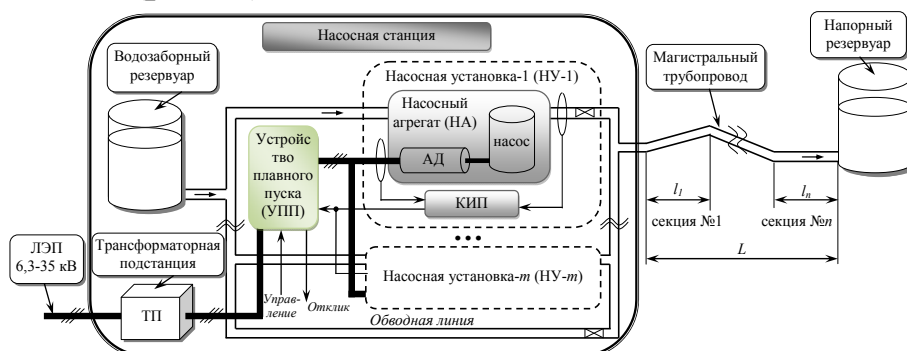 Насосная станция
Водозаборный
резервуар
Напорный
резервуар
Магистральный
трубопровод
Насосная установка-1 (НУ-1)
Насосный
агрегат (НА)
насос
АД
КИП
Устройс
тво
плавного
пуска
(УПП)
l1
ln
секция №1
секция №n
L
ЛЭП
6,3-35 кВ
Трансформаторная
подстанция
ТП
Управ-
ление
Отклик
Насосная установка-m (НУ-m)
Обводная линия